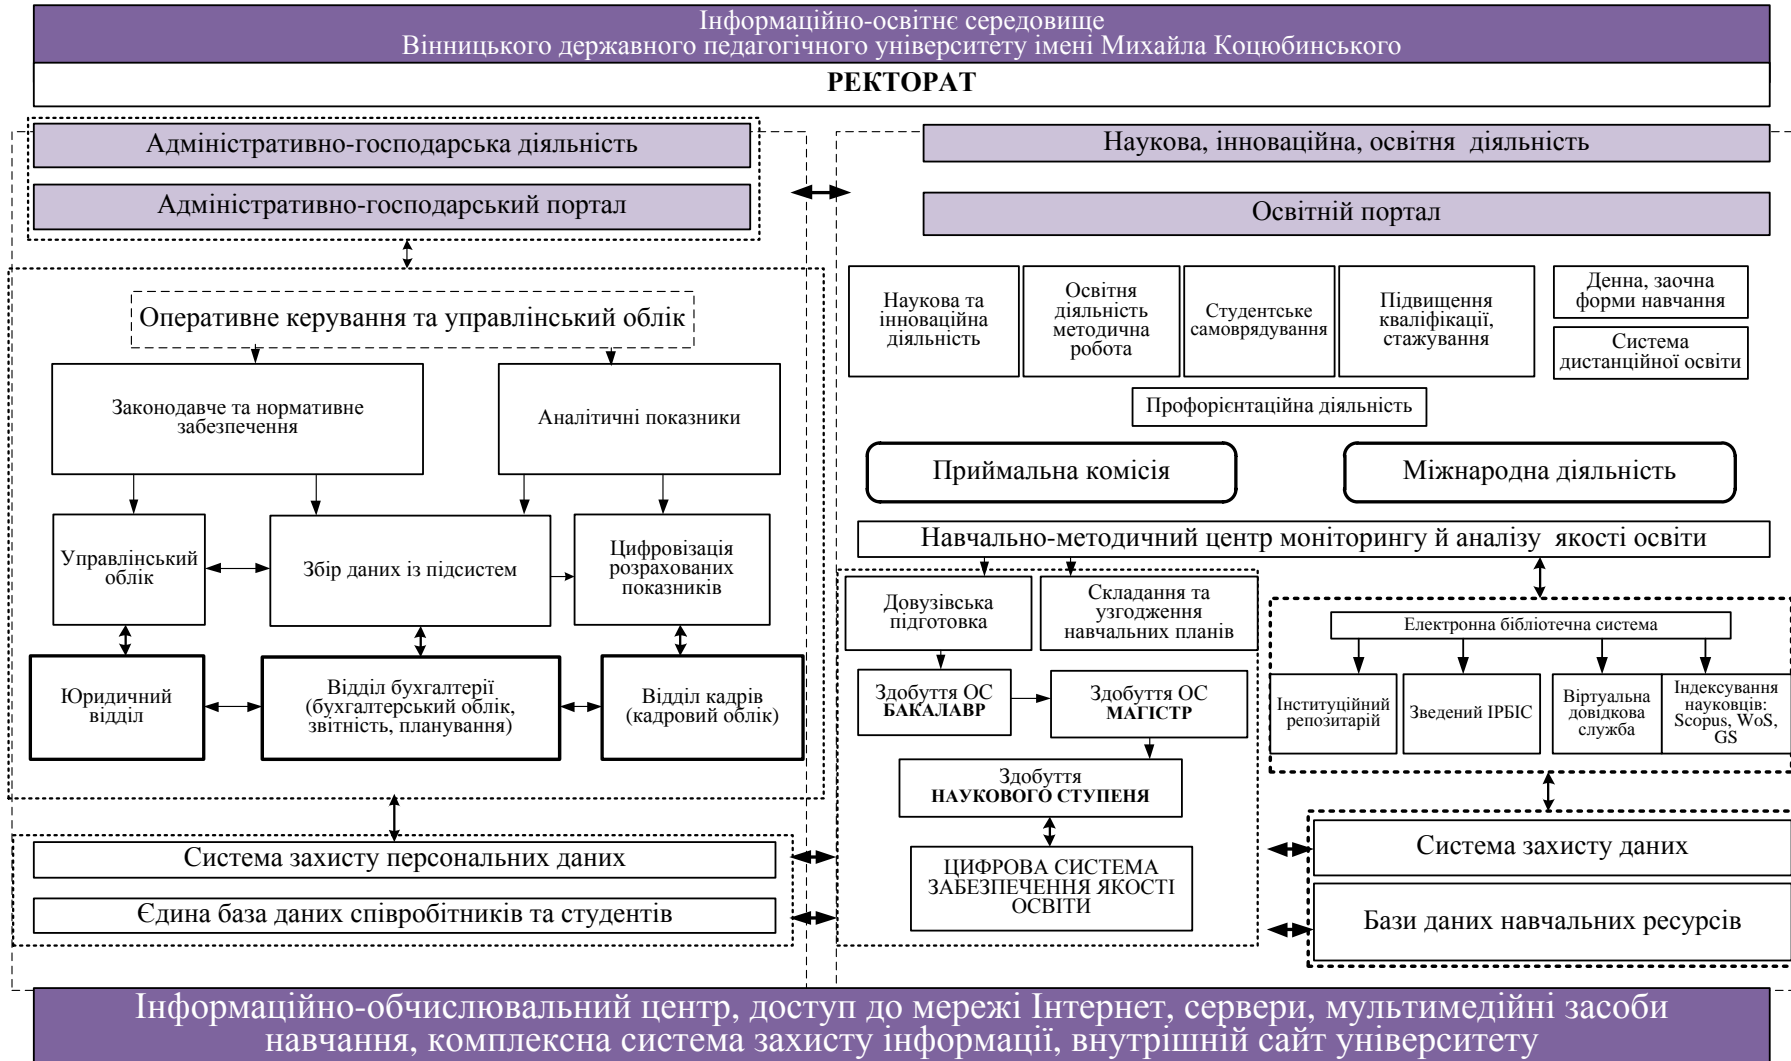 Інформаційно-освітнє середовище
Вінницького державного педагогічного університету імені Михайла Коцюбинського
РЕКТОРАТ
Адміністративно-господарська діяльність
Адміністративно-господарський портал
Оперативне керування та управлінський облік
Законодавче та нормативне
забезпечення
Аналітичні показники
Управлінський
облік
Збір даних із підсистем
Цифровізація
розрахованих
показників
Юридичний
відділ
Відділ бухгалтерії
(бухгалтерський облік,
звітність, планування)
Відділ кадрів
(кадровий облік)
Система захисту персональних даних
Єдина база даних співробітників та студентів
Наукова, інноваційна, освітня діяльність
Освітній портал
Наукова та
інноваційна
діяльність
Освітня
діяльність
методична
робота
Студентське
самоврядування
Підвищення
кваліфікації,
стажування
Денна, заочна
форми навчання
Система
дистанційної освіти
Профорієнтаційна діяльність
Приймальна комісія
Міжнародна діяльність
Навчально-методичний центр моніторингу й аналізу якості освіти
Довузівська
підготовка
Складання та
узгодження
навчальних планів
Здобуття ОС
БАКАЛАВР
Здобуття ОС
МАГІСТР
Здобуття
НАУКОВОГО СТУПЕНЯ
ЦИФРОВА СИСТЕМА
ЗАБЕЗПЕЧЕННЯ ЯКОСТІ
ОСВІТИ
Електронна бібліотечна система
Інституційний
репозитарій
Зведений ІРБІС
Віртуальна
довідкова
служба
Індексування
науковців:
Scopus, WoS,
GS
Система захисту даних
Бази даних навчальних ресурсів
Інформаційно-обчислювальний центр, доступ до мережі Інтернет, сервери, мультимедійні засоби
навчання, комплексна система захисту інформації, внутрішній сайт університету